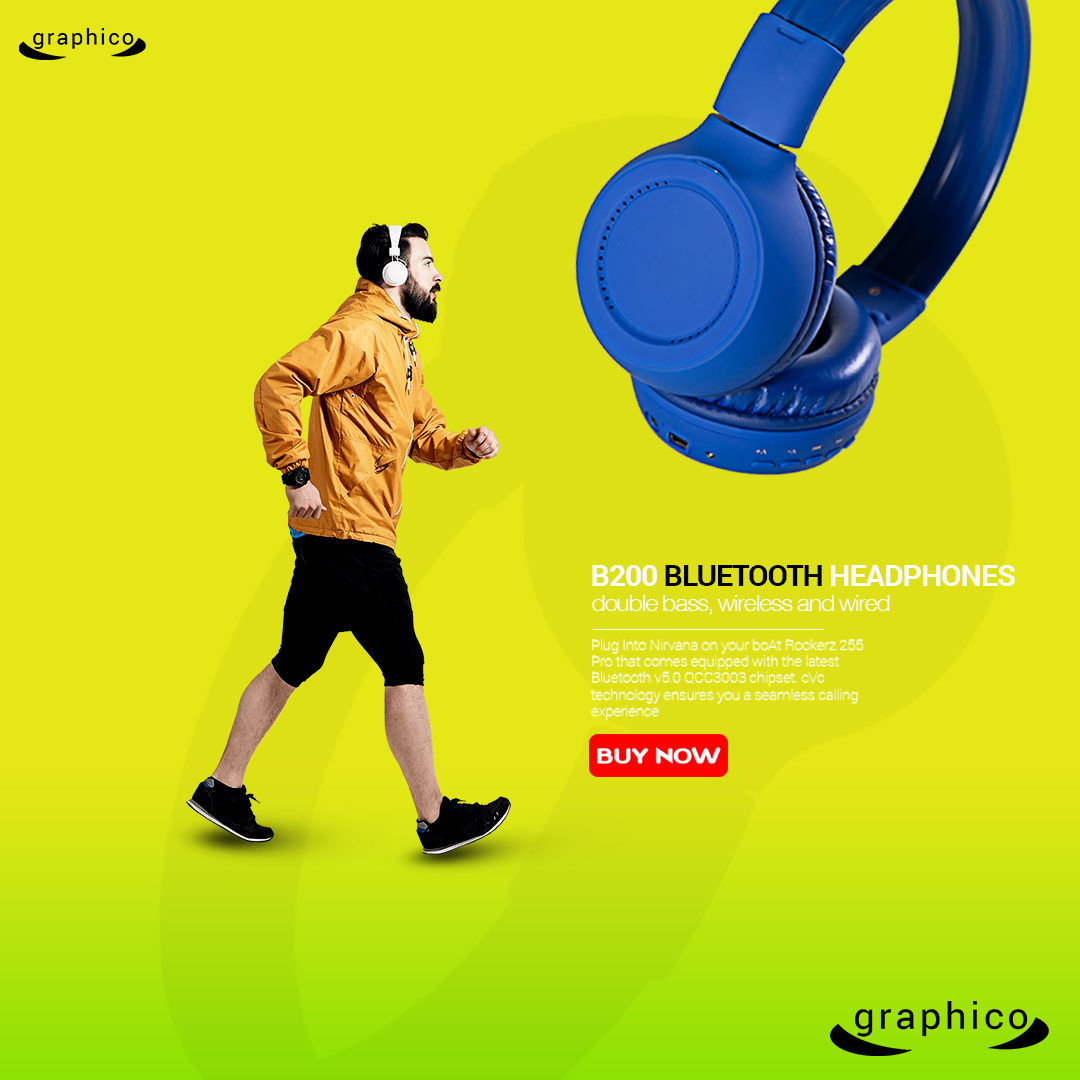 graphico
B200 BLUETOOTH HEADPHONES
double bass, wireless and wired
Plug Into Nirvana on your boAt Rockerz 255
Pro that comes equipped with the latest
Bluetooth v5.0 QCC3003 chipset. cVc
technology ensures you a seamless calling
experience
BUY NOW
graphico